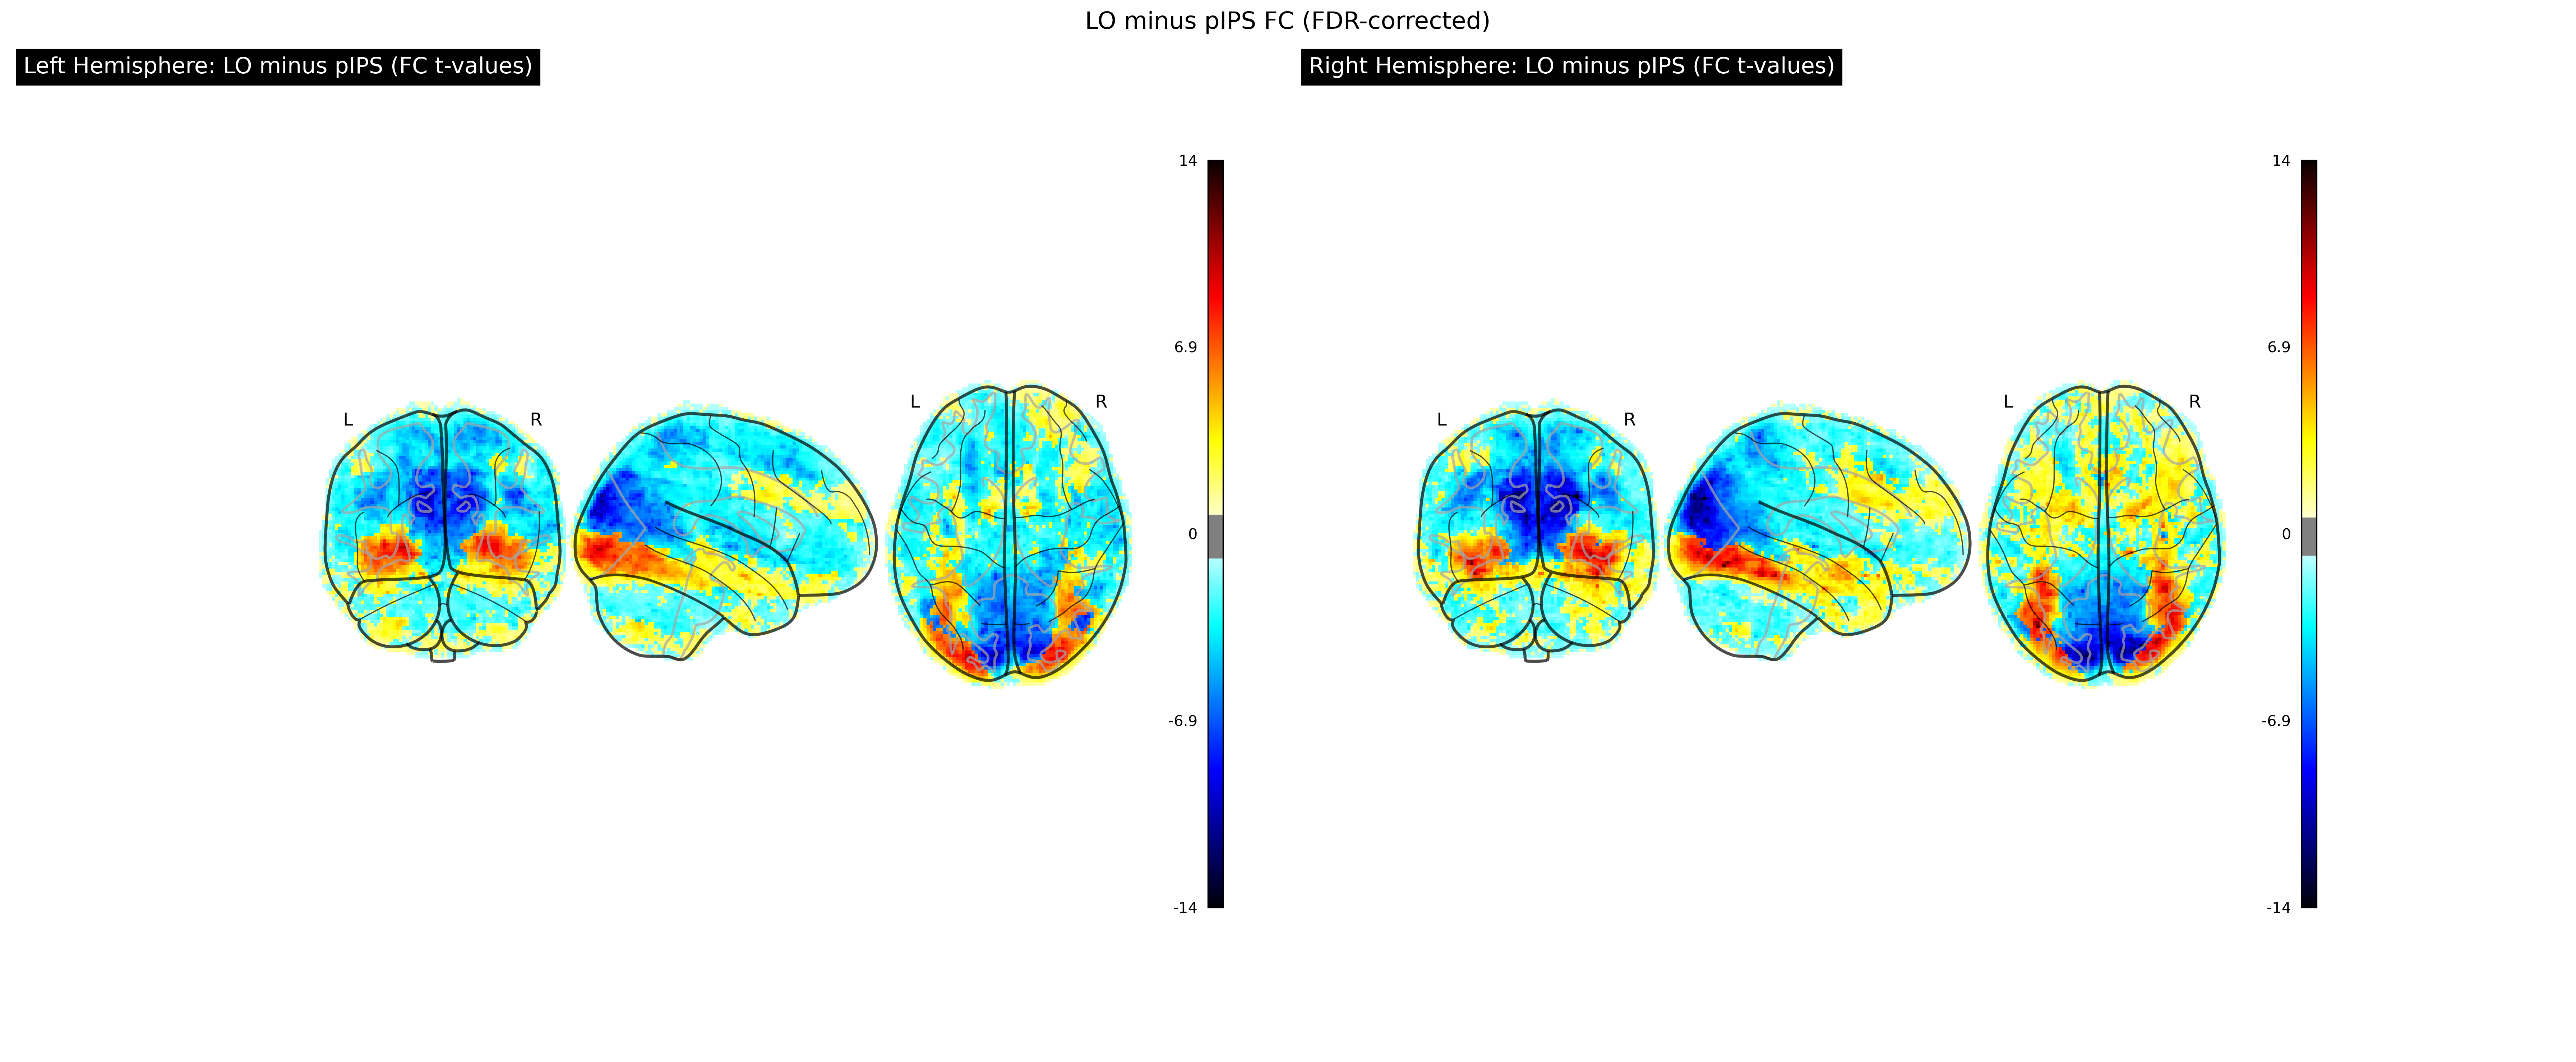 LO minus pIPS FC (FDR-corrected)
Left Hemisphere: LO minus pIPS (FC t-values)
L
R
L
R
14
6.9
0
-6.9
-14
Right Hemisphere: LO minus pIPS (FC t-values)
L
R
L
R
14
6.9
0
-6.9
-14